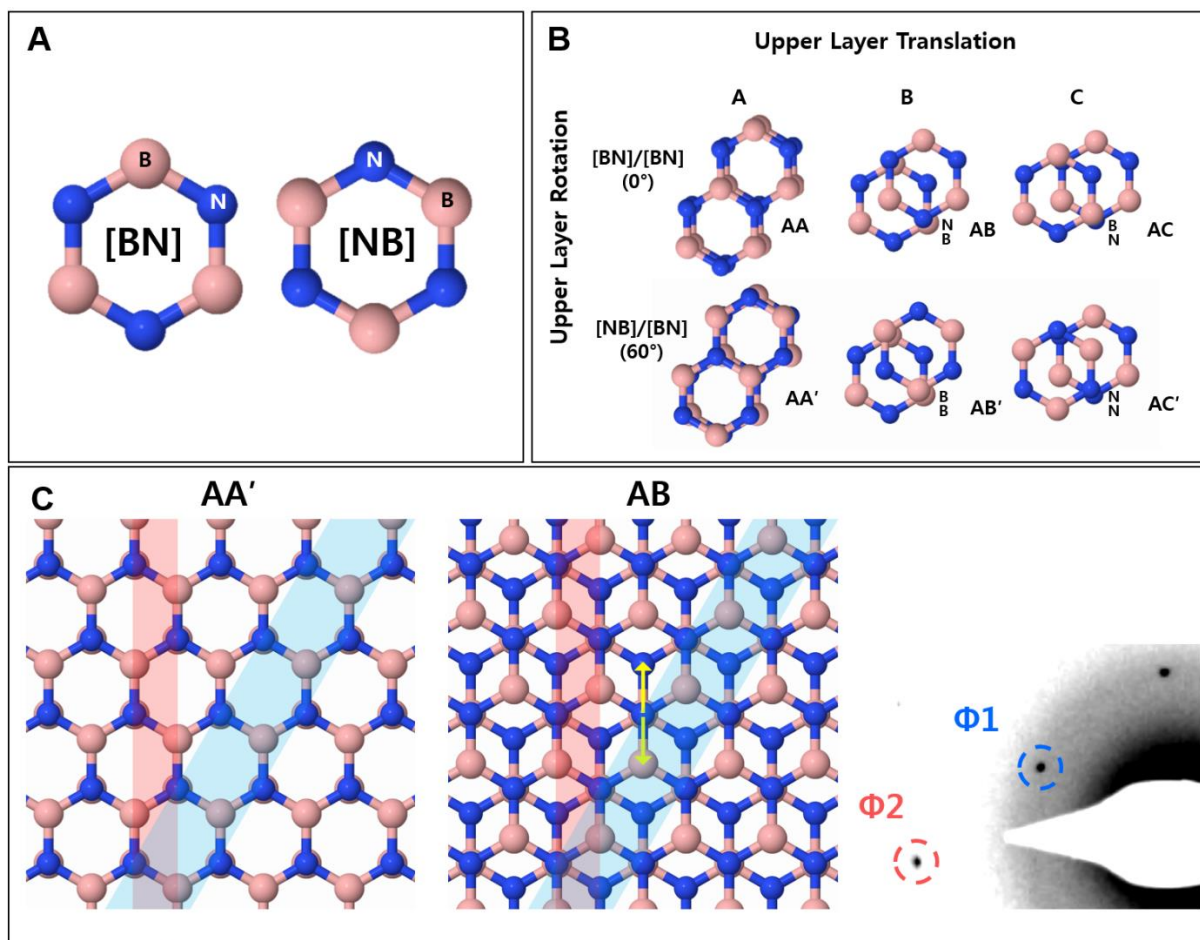 A
B
N
[BN]
N
B
[NB]
B
Upper Layer Translation
Upper Layer Rotation
A
B
C
[BN]/[BN]
(0°)
AA
N
B
AB
B
N
AC
[NB]/[BN]
(60°)
AA′
B
B
AB′
N
N
AC′
C
AA′
AB
Φ1
Φ2